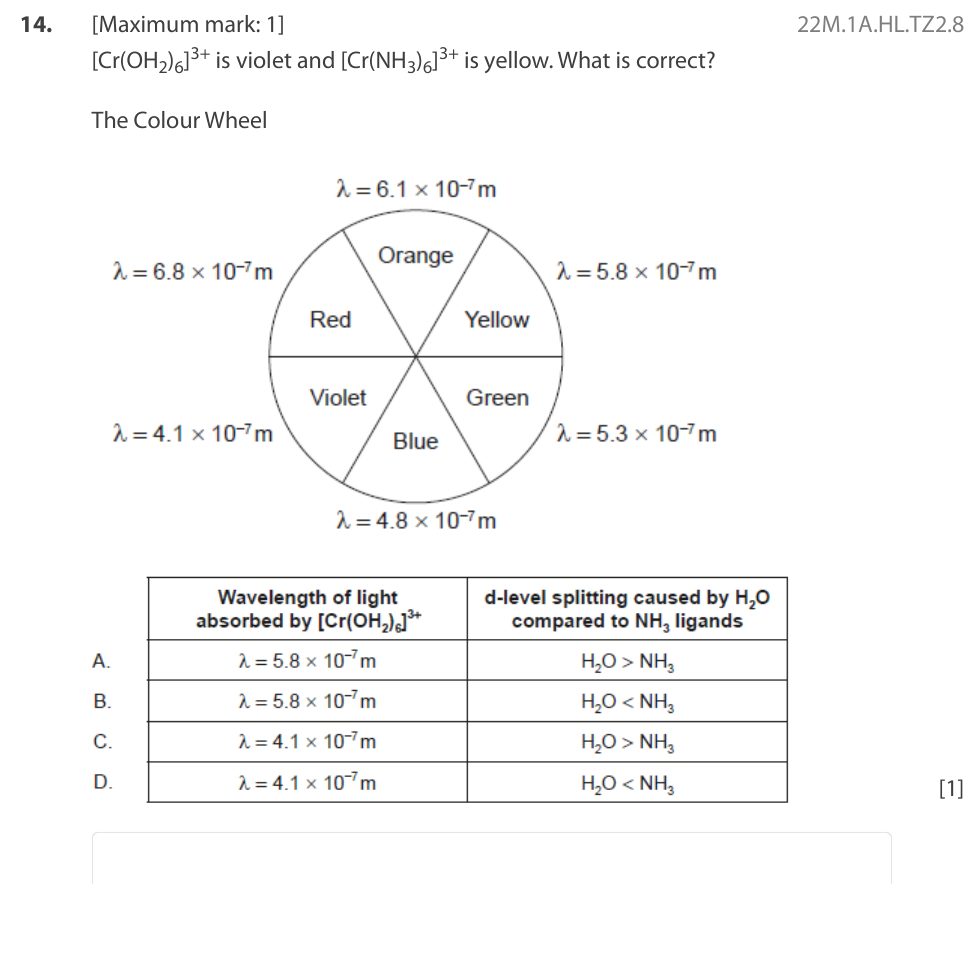 14. [Maximum mark: 1] 22M.1A.HL.TZ2.8
[Cr(OH₂)₆]³⁺ is violet and [Cr(NH₃)₆]³⁺ is yellow. What is correct?
The Colour Wheel
λ = 6.1 × 10⁻⁷ m
λ = 6.8 × 10⁻⁷ m
Orange
λ = 5.8 × 10⁻⁷ m
Red
Yellow
Violet
Green
λ = 4.1 × 10⁻⁷ m
Blue
λ = 5.3 × 10⁻⁷ m
λ = 4.8 × 10⁻⁷ m
Wavelength of light
absorbed by [Cr(OH₂)₆]³⁺
d-level splitting caused by H₂O
compared to NH₃ ligands
A. λ = 5.8 × 10⁻⁷ m H₂O > NH₃
B. λ = 5.8 × 10⁻⁷ m H₂O < NH₃
C. λ = 4.1 × 10⁻⁷ m H₂O > NH₃
D. λ = 4.1 × 10⁻⁷ m H₂O < NH₃
[1]